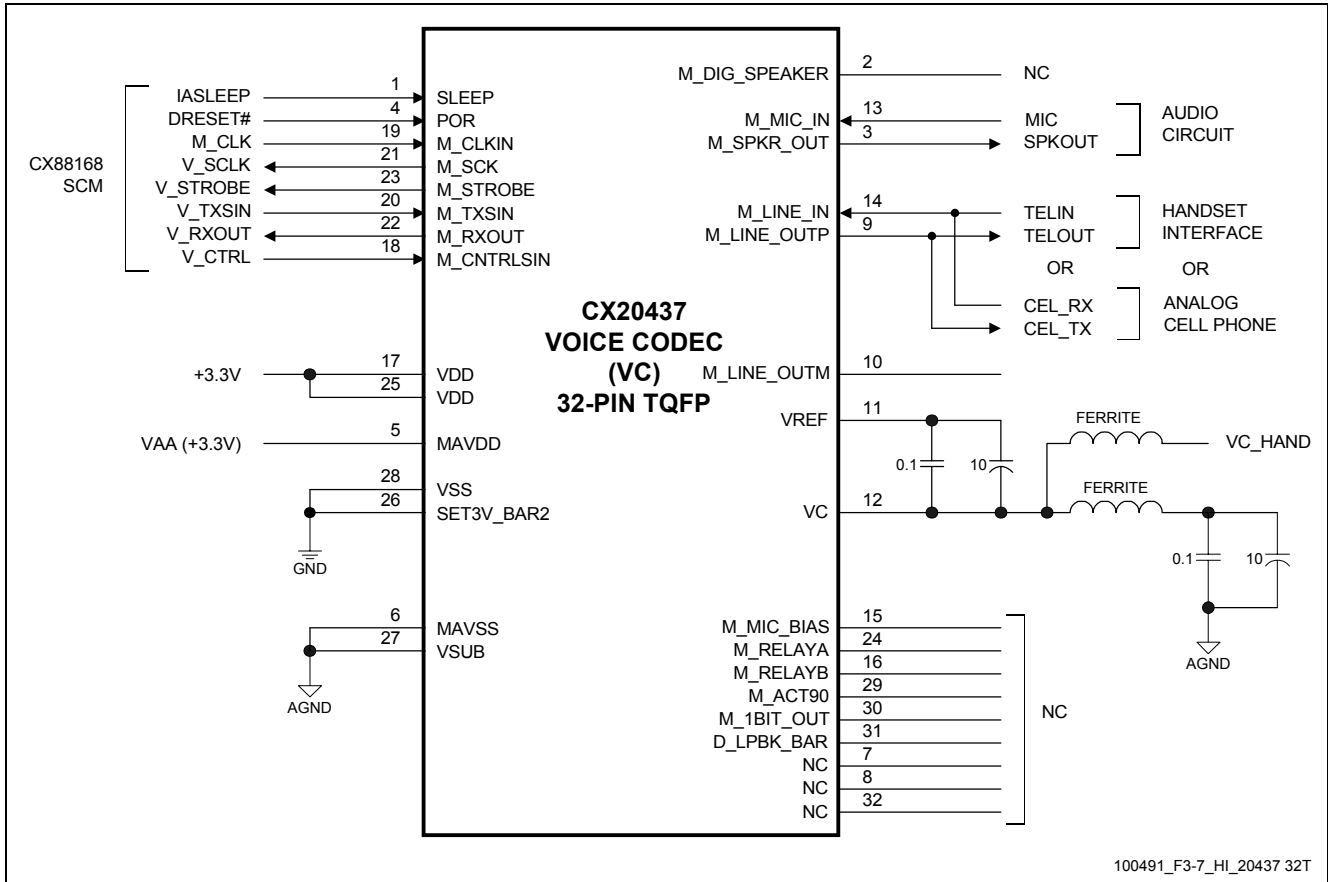 CX88168
SCM
IASLEEP 1 SLEEP
DRESET# 4 POR
M_CLK 19 M_CLKIN
V_SCLK 21 M_SCK
V_STROBE 23 M_STROBE
V_TXSIN 20 M_TXSIN
V_RXOUT 22 M_RXOUT
V_CTRL 18 M_CNTRLSIN
+3.3V 17 VDD
25 VDD
VAA (+3.3V) 5 MAVDD
28 VSS
26 SET3V_BAR2
GND
6 MAVSS
27 VSUB
AGND
CX20437
VOICE CODEC
(VC)
32-PIN TQFP
M_DIG_SPEAKER 2 NC
M_MIC_IN 13 MIC
M_SPKR_OUT 3 SPKOUT
AUDIO
CIRCUIT
M_LINE_IN 14 TELIN
M_LINE_OUTP 9 TELOUT
HANDSET
INTERFACE
OR OR
CEL_RX
CEL_TX
ANALOG
CELL PHONE
M_LINE_OUTM 10
VREF 11
0.1 10
FERRITE
VC_HAND
VC 12
FERRITE
0.1 10
AGND
M_MIC_BIAS 15
M_RELAYA 24
M_RELAYB 16
M_ACT90 29
M_1BIT_OUT 30
D_LPBK_BAR 31
NC 7
NC 8
NC 32
NC
100491_F3-7_HI_20437 32T